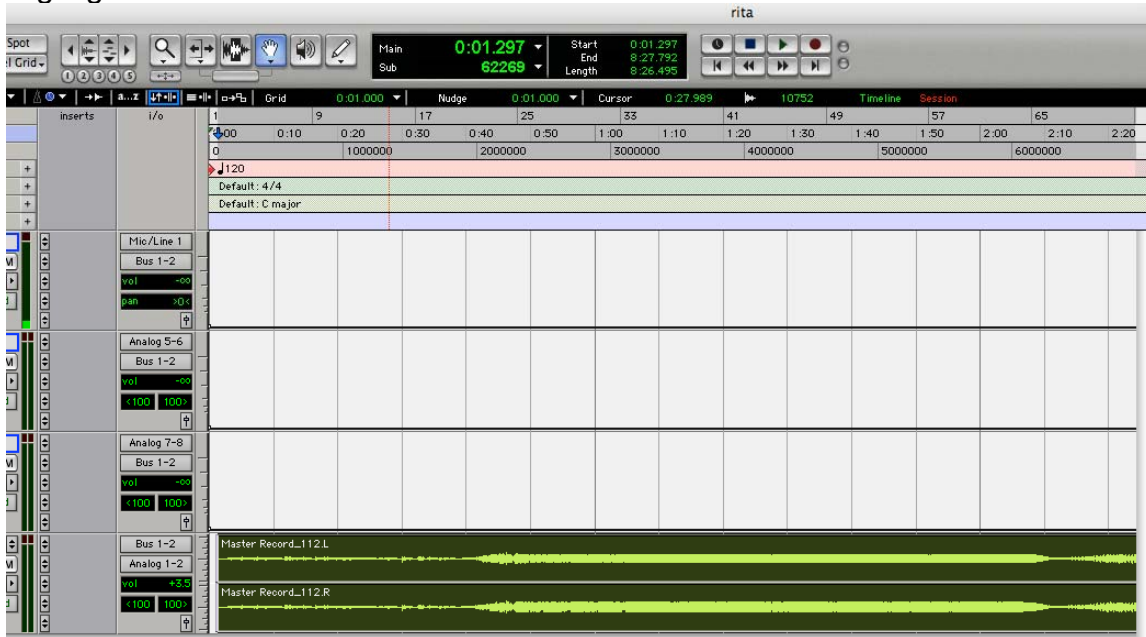 rita
Spot
Grid
1 2 3 4 5
Main 0:01.297
Sub 62269
Start 0:01.297
End 8:27.792
Length 8:26.495
a...z Grid 0:01.000 Nudge 0:01.000 Cursor 0:27.989 10752 Timeline Session
inserts i/o 1 9 17 25 33 41 49 57 65
0:10 0:20 0:30 0:40 0:50 1:00 1:10 1:20 1:30 1:40 1:50 2:00 2:10 2:20
0 1000000 2000000 3000000 4000000 5000000 6000000
120
Default: 4/4
Default: C major
Mic/Line 1
Bus 1-2
vol -∞
pan >0<
Analog 5-6
Bus 1-2
vol -∞
<100 100>
Analog 7-8
Bus 1-2
vol -∞
<100 100>
Bus 1-2
Master Record_112.L
Analog 1-2
vol +3.5
Master Record_112.R
<100 100>